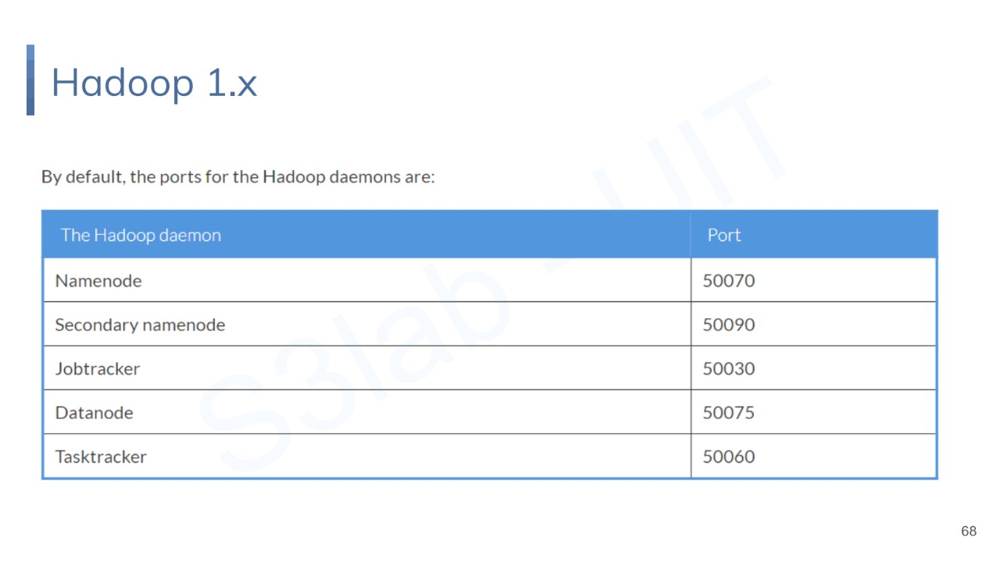 Hadoop 1.x
By default, the ports for the Hadoop daemons are:
The Hadoop daemon Port
Namenode 50070
Secondary namenode 50090
Jobtracker 50030
Datanode 50075
Tasktracker 50060
S3lab - UIT
68